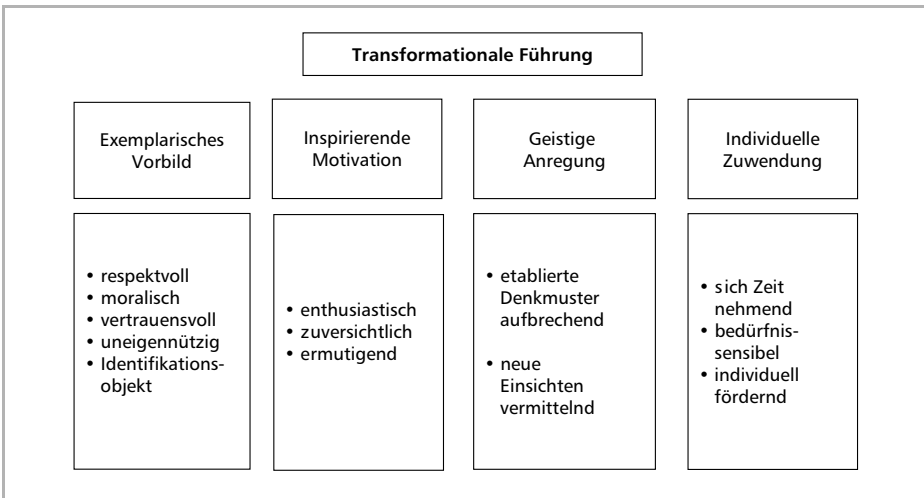 Transformationale Führung
Exemplarisches
Vorbild
Inspirierende
Motivation
Geistige
Anregung
Individuelle
Zuwendung
• respektvoll
• moralisch
• vertrauensvoll
• uneigennützig
• Identifikations-
objekt
• enthusiastisch
• zuversichtlich
• ermutigend
• etablierte
Denkmuster
aufbrechend
• neue
Einsichten
vermittelnd
• sich Zeit
nehmend
• bedürfnis-
sensibel
• individuell
fördernd